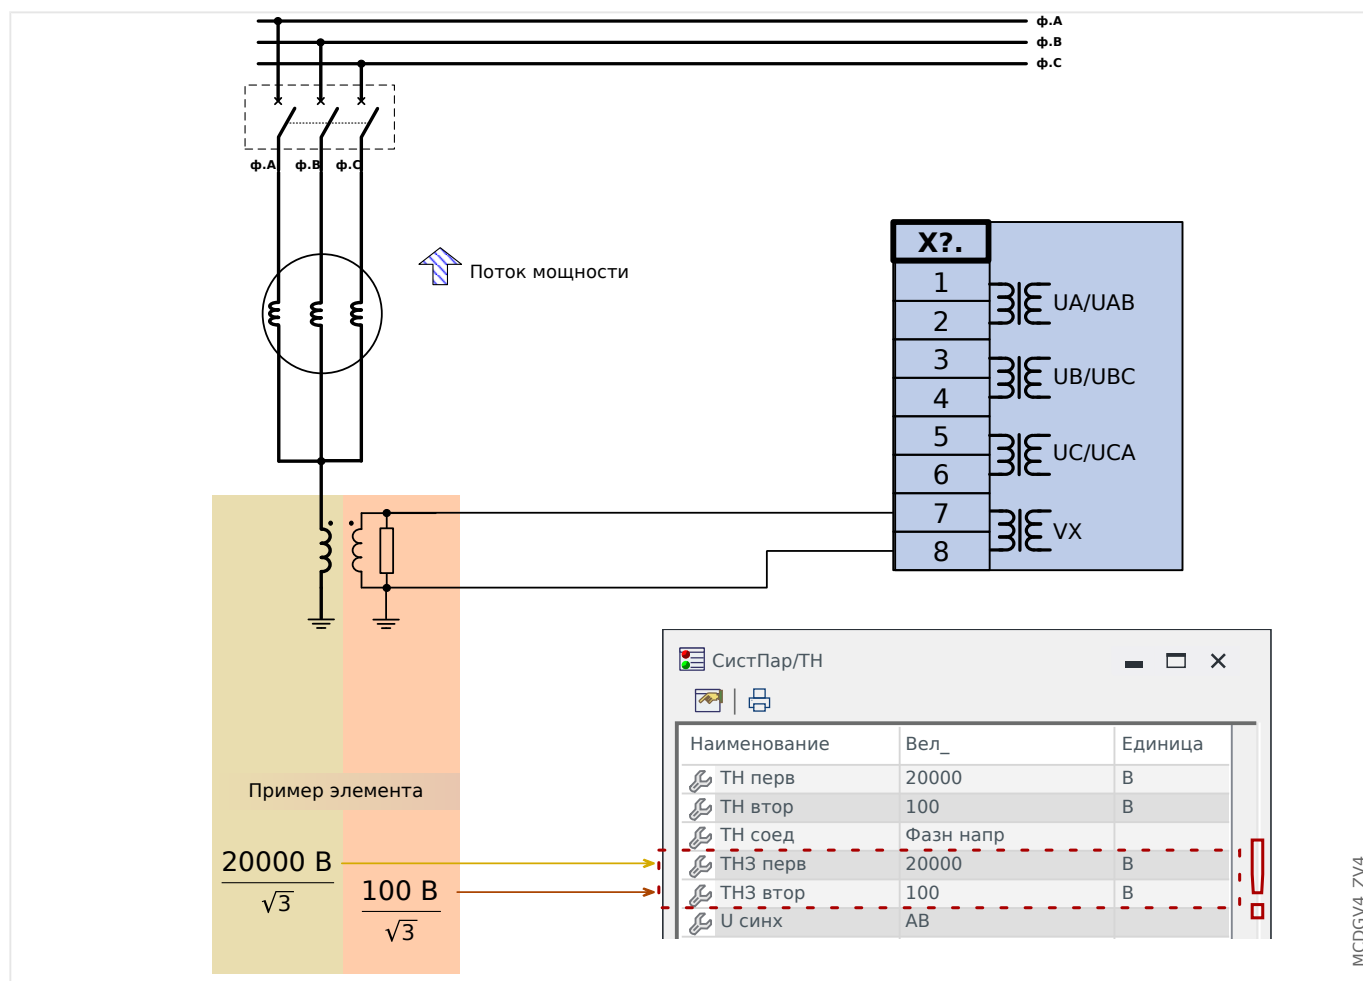 ф.A
ф.B
ф.C
ф.A
ф.B
ф.C
Поток мощности
X?.
1
2
UA/UAB
3
4
UB/UBC
5
6
UC/UCA
7
8
VX
СистПар/ТН
Наименование Вел_ Единица
ТН перв 20000 В
ТН втор 100 В
ТН соед Фазн напр
ТНЗ перв 20000 В
ТНЗ втор 100 В
U синх AB
Пример элемента
20000 В
√3
100 В
√3
MCDGV4_ZV4